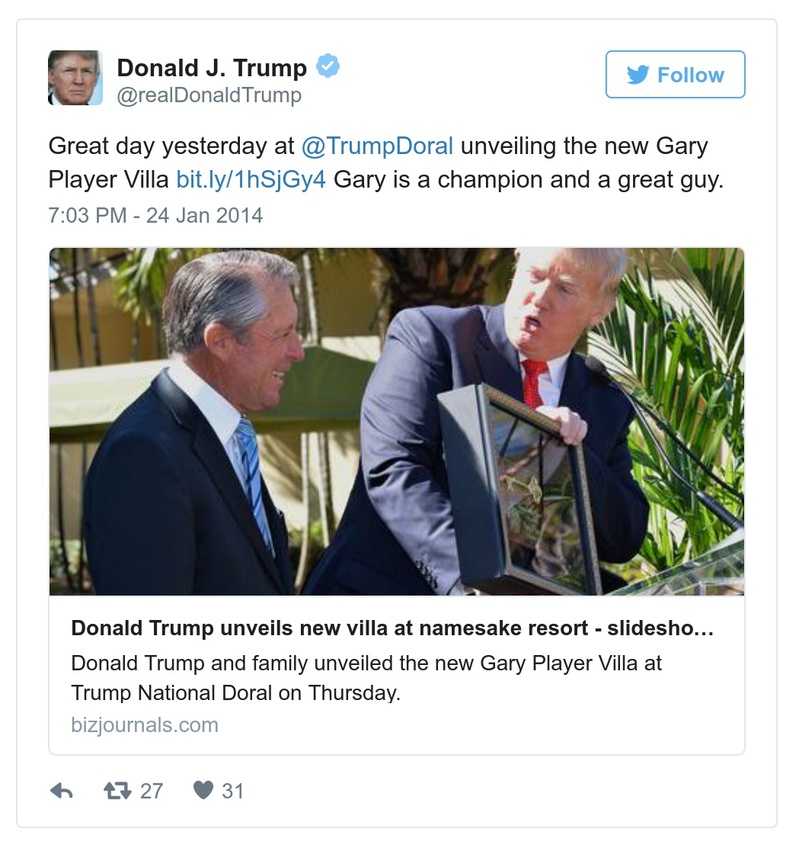 Donald J. Trump
@realDonaldTrump
Follow
Great day yesterday at @TrumpDoral unveiling the new Gary
Player Villa bit.ly/1hSjGy4 Gary is a champion and a great guy.
7:03 PM - 24 Jan 2014
Donald Trump unveils new villa at namesake resort - slidesho…
Donald Trump and family unveiled the new Gary Player Villa at
Trump National Doral on Thursday.
bizjournals.com
27
31